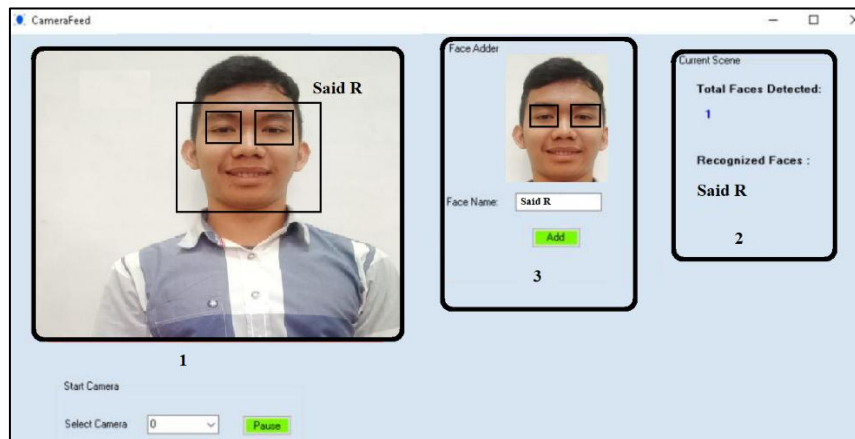 CameraFeed
Said R
1
Start Camera
Select Camera 0
Pause
Face Adder
Face Name: Said R
Add
3
Current Scene
Total Faces Detected:
1
Recognized Faces :
Said R
2